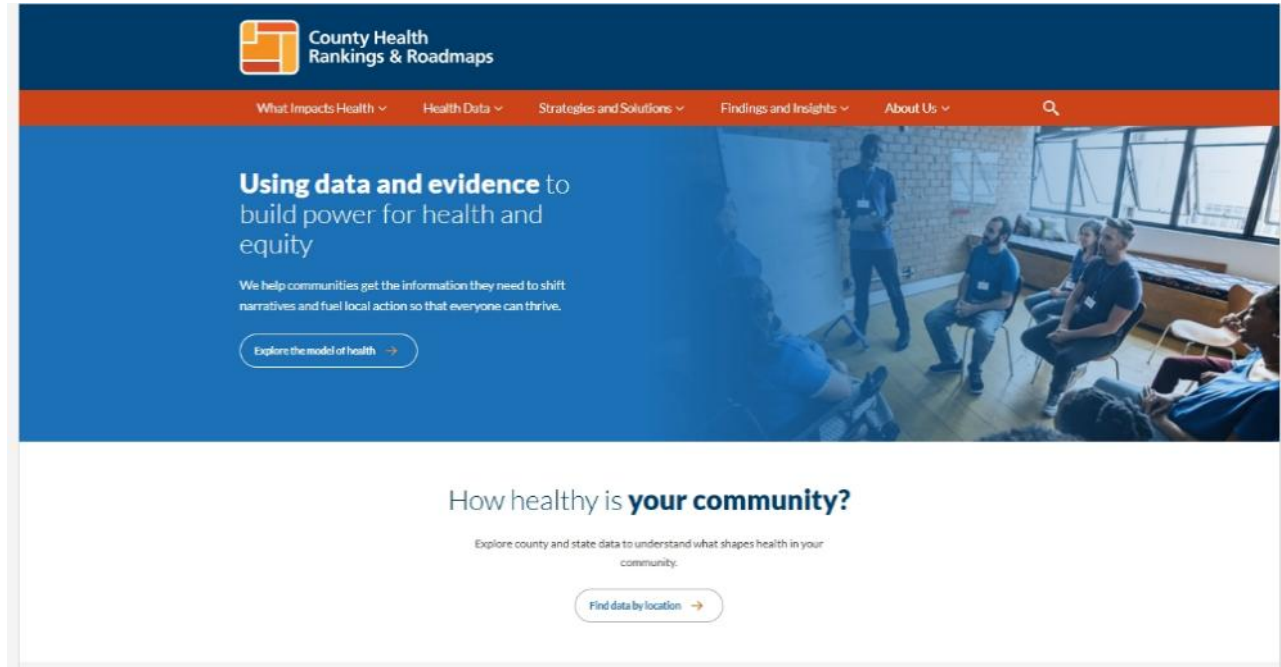 County Health
Rankings & Roadmaps
What Impacts Health
Health Data
Strategies and Solutions
Findings and Insights
About Us
Using data and evidence to
build power for health and
equity
We help communities get the information they need to shift
narratives and fuel local action so that everyone can thrive.
Explore the model of health →
How healthy is your community?
Explore county and state data to understand what shapes health in your
community.
Find data by location →